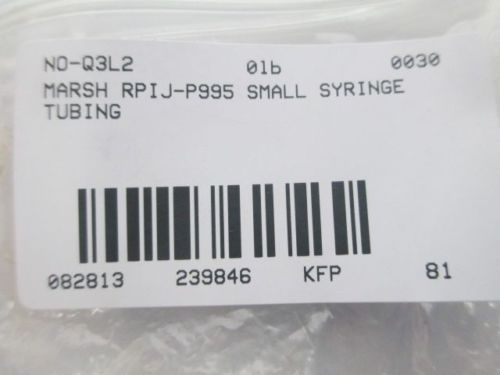 NO-Q3L2 01b 0030
MARSH RPIJ-P995 SMALL SYRINGE
TUBING
082813 239846 KFP 81